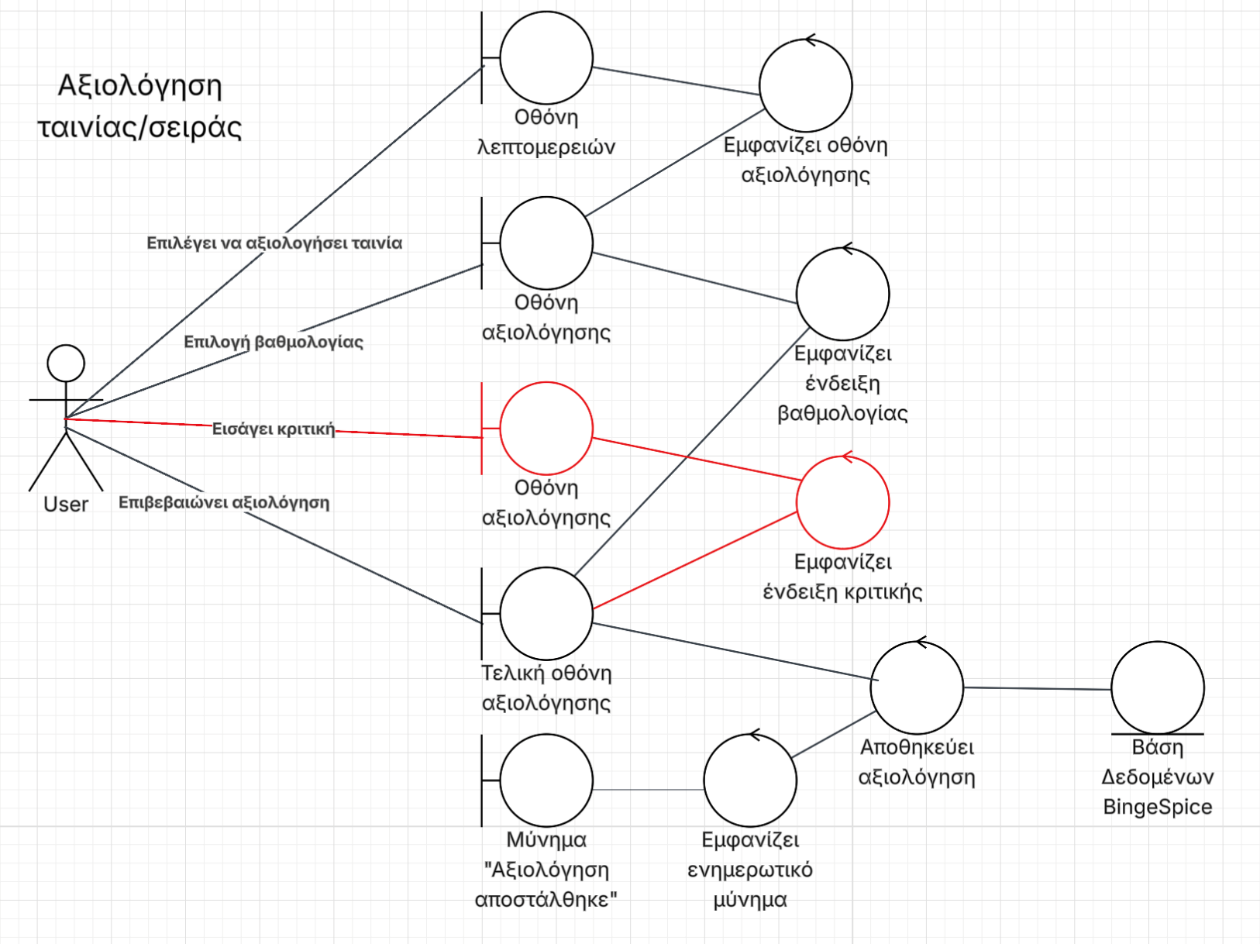 Αξιολόγηση
ταινίας/σειράς
Οθόνη
λεπτομερειών
Εμφανίζει οθόνη
αξιολόγησης
Επιλέγει να αξιολογήσει ταινία
Οθόνη
αξιολόγησης
Επιλογή βαθμολογίας
Εμφανίζει
ένδειξη
βαθμολογίας
Εισάγει κριτική
Οθόνη
αξιολόγησης
User
Επιβεβαιώνει αξιολόγηση
Εμφανίζει
ένδειξη κριτικής
Τελική οθόνη
αξιολόγησης
Αποθηκεύει
αξιολόγηση
Βάση
Δεδομένων
BingeSpice
Μύνημα
"Αξιολόγηση
αποστάλθηκε"
Εμφανίζει
ενημερωτικό
μύνημα